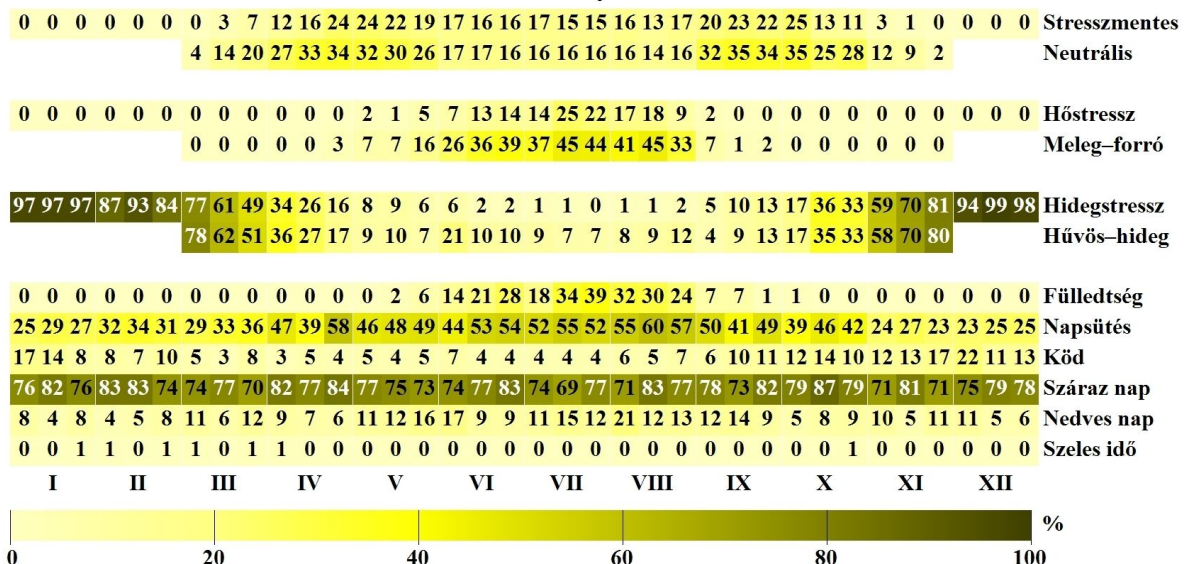 0 0 0 0 0 0 0 3 7 12 16 24 24 22 19 17 16 16 17 15 15 16 13 17 20 23 22 25 13 11 3 1 0 0 0 0 Stresszmentes
4 14 20 27 33 34 32 30 26 17 17 16 16 16 16 16 14 16 32 35 34 35 25 28 12 9 2 Neutrális
0 0 0 0 0 0 0 0 0 0 0 0 2 1 5 7 13 14 14 25 22 17 18 9 2 0 0 0 0 0 0 0 0 0 0 0 Hőstressz
0 0 0 0 0 3 7 7 16 26 36 39 37 45 44 41 45 33 7 1 2 0 0 0 0 0 0 Meleg–forró
97 97 97 87 93 84 77 61 49 34 26 16 8 9 6 6 2 2 1 1 0 1 1 2 5 10 13 17 36 33 59 70 81 94 99 98 Hidegstressz
78 62 51 36 27 17 9 10 7 21 10 10 9 7 7 8 9 12 4 9 13 17 35 33 58 70 80 Hűvös–hideg
0 0 0 0 0 0 0 0 0 0 0 0 0 2 6 14 21 28 18 34 39 32 30 24 7 7 1 1 0 0 0 0 0 0 0 0 Fülledtség
25 29 27 32 34 31 29 33 36 47 39 58 46 48 49 44 53 54 52 55 52 55 60 57 50 41 49 39 46 42 24 27 23 23 25 25 Napsütés
17 14 8 8 7 10 5 3 8 3 5 4 5 4 5 7 4 4 4 4 4 6 5 7 6 10 11 12 14 10 12 13 17 22 11 13 Köd
76 82 76 83 83 74 74 77 70 82 77 84 77 75 73 74 77 83 74 69 77 71 83 77 78 73 82 79 87 79 71 81 71 75 79 78 Száraz nap
8 4 8 4 5 8 11 6 12 9 7 6 11 12 16 17 9 9 11 15 12 21 12 13 12 14 9 5 8 9 10 5 11 11 5 6 Nedves nap
0 0 1 1 0 1 1 0 1 1 0 0 0 0 0 0 0 0 0 0 0 0 0 0 0 0 0 0 0 1 0 0 0 0 0 0 Szeles idő
I II III IV V VI VII VIII IX X XI XII
%
0 20 40 60 80 100